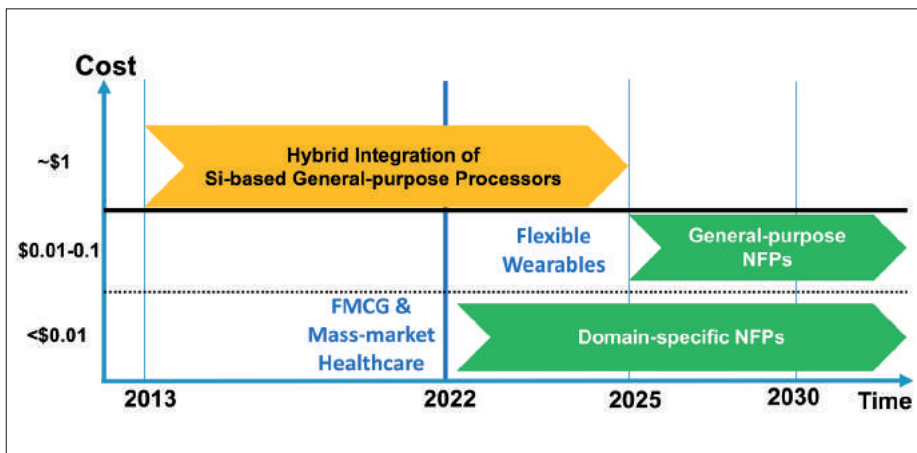 Cost
~$1
Hybrid Integration of
Si-based General-purpose Processors
$0.01-0.1
Flexible
Wearables
General-purpose
NFPs
<$0.01
FMCG &
Mass-market
Healthcare
Domain-specific NFPs
2013
2022
2025
2030
Time